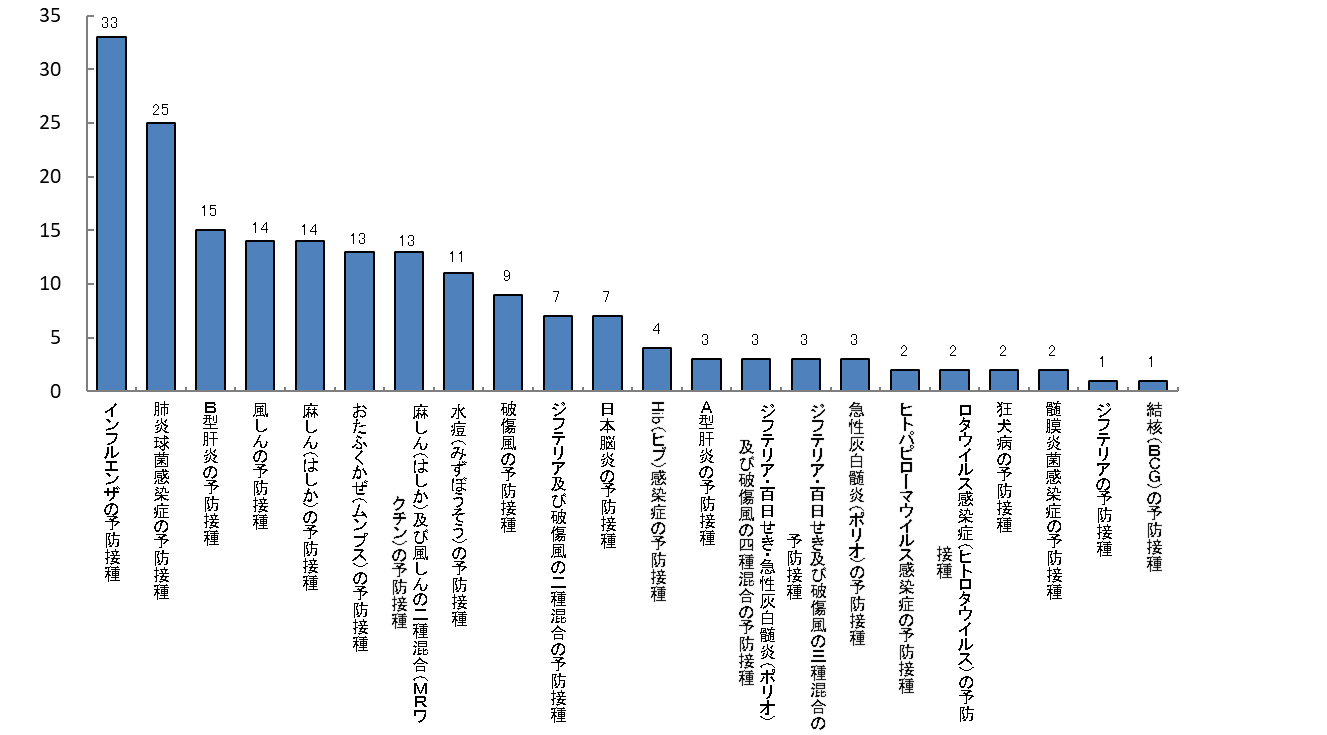 35
30
25
20
15
10
5
0
33
25
15
14
14
13
13
11
9
7
7
4
3
3
3
3
2
2
2
2
1
1
インフルエンザの予防接種
肺炎球菌感染症の予防接種
B型肝炎の予防接種
風しんの予防接種
麻しん(はしか)の予防接種
おたふくかぜ(ムンプス)の予防接種
麻しん(はしか)及び風しんの二種混合(MRワ
クチン)の予防接種
水痘(みずぼうそう)の予防接種
破傷風の予防接種
ジフテリア及び破傷風の二種混合の予防接種
日本脳炎の予防接種
Hib(ヒブ)感染症の予防接種
A型肝炎の予防接種
ジフテリア・百日せき・急性灰白髄炎(ポリオ)
及び破傷風の四種混合の予防接種
ジフテリア・百日せき及び破傷風の三種混合の
予防接種
急性灰白髄炎(ポリオ)の予防接種
ヒトパピローマウイルス感染症の予防接種
ロタウイルス感染症(ヒトロタウイルス)の予防
接種
狂犬病の予防接種
髄膜炎菌感染症の予防接種
ジフテリアの予防接種
結核(BCG)の予防接種